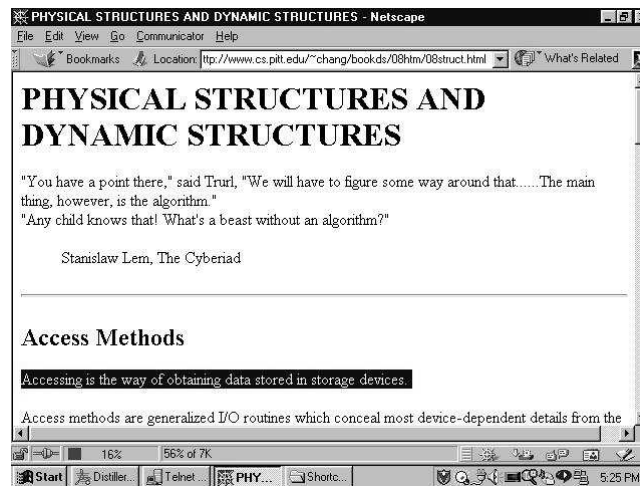 PHYSICAL STRUCTURES AND DYNAMIC STRUCTURES - Netscape
File Edit View Go Communicator Help
Bookmarks Location: ttp://www.cs.pitt.edu/~chang/bookds/08htm/08struct.html What's Related
PHYSICAL STRUCTURES AND
DYNAMIC STRUCTURES
"You have a point there," said Trurl, "We will have to figure some way around that......The main
thing, however, is the algorithm."
"Any child knows that! What's a beast without an algorithm?"
Stanislaw Lem, The Cyberiad
Access Methods
Accessing is the way of obtaining data stored in storage devices.
Access methods are generalized I/O routines which conceal most device-dependent details from the
16% 56% of 7K
Start Distiller... Telnet ... PHY... Shortc... 5:25 PM